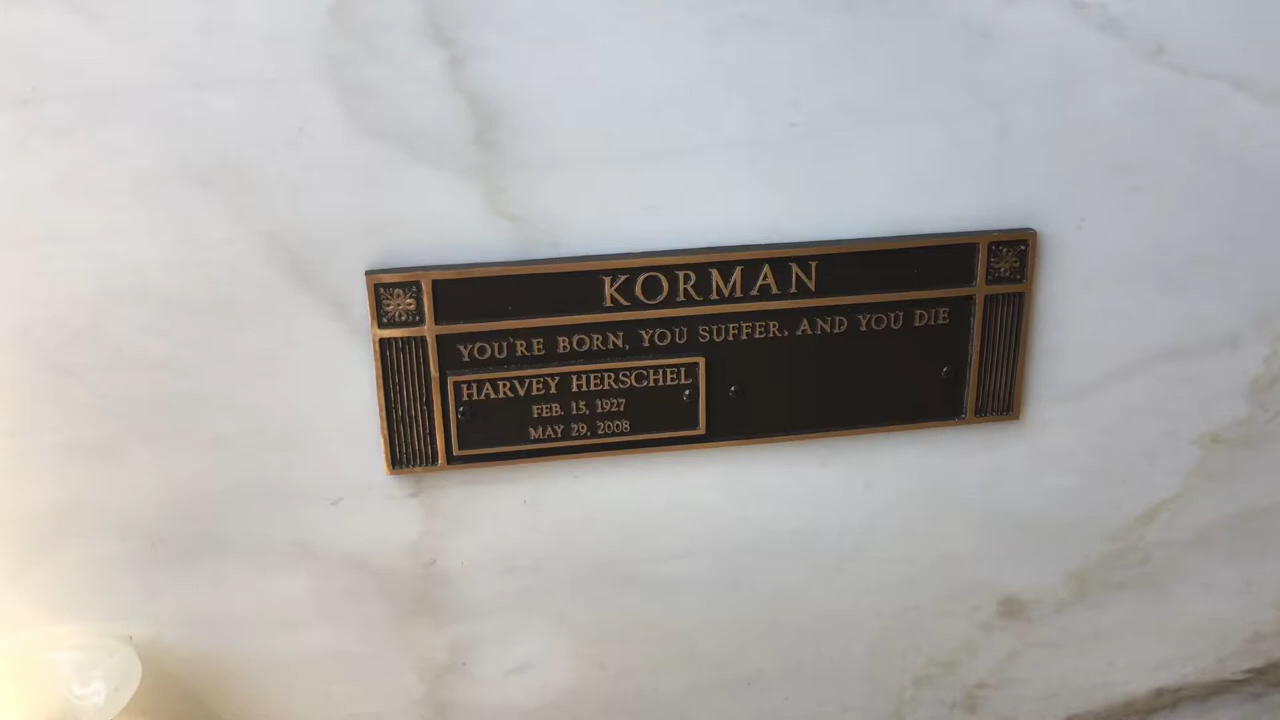 KORMAN
YOU'RE BORN, YOU SUFFER, AND YOU DIE
HARVEY HERSCHEL
FEB. 15, 1927
MAY 29, 2008